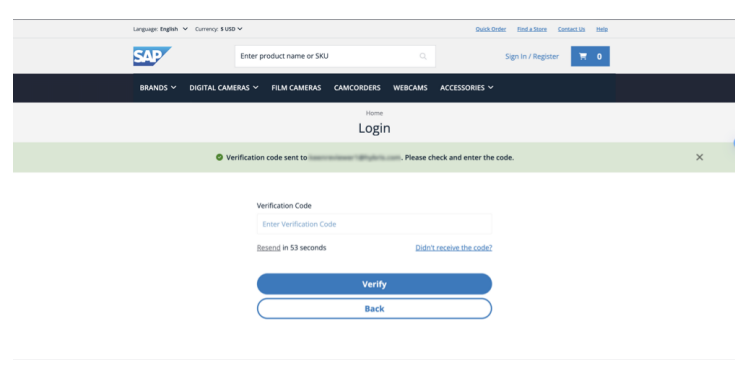 Language: English Currency: $ USD Quick Order Find a Store Contact Us Help
SAP Enter product name or SKU Sign In / Register 0
BRANDS DIGITAL CAMERAS FILM CAMERAS CAMCORDERS WEBCAMS ACCESSORIES
Home
Login
Verification code sent to . Please check and enter the code.
Verification Code
Enter Verification Code
Resend in 53 seconds Didn't receive the code?
Verify
Back